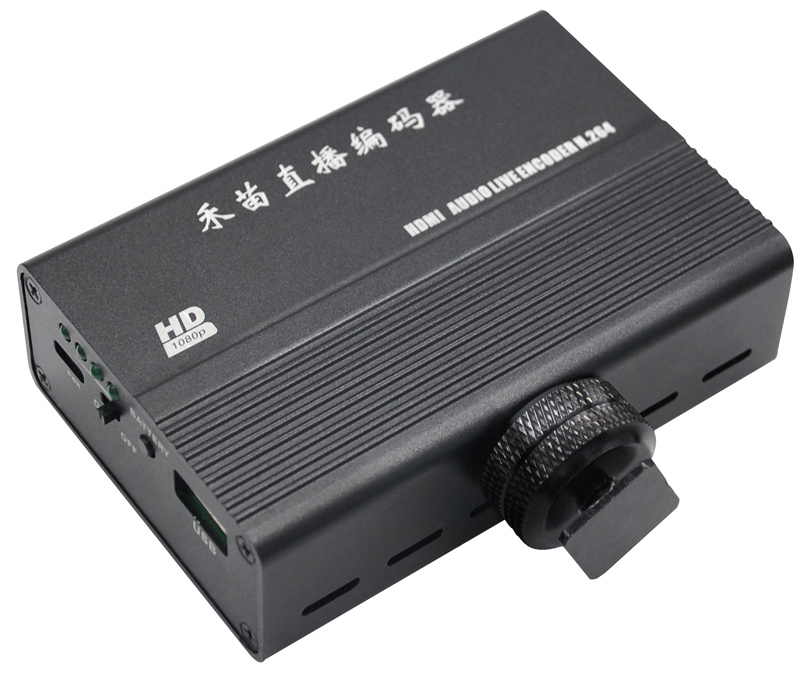 禾苗直播编码器
HDMI AUDIO LIVE ENCODER H.264
HD
1080p
OFF
BATTERY
USB